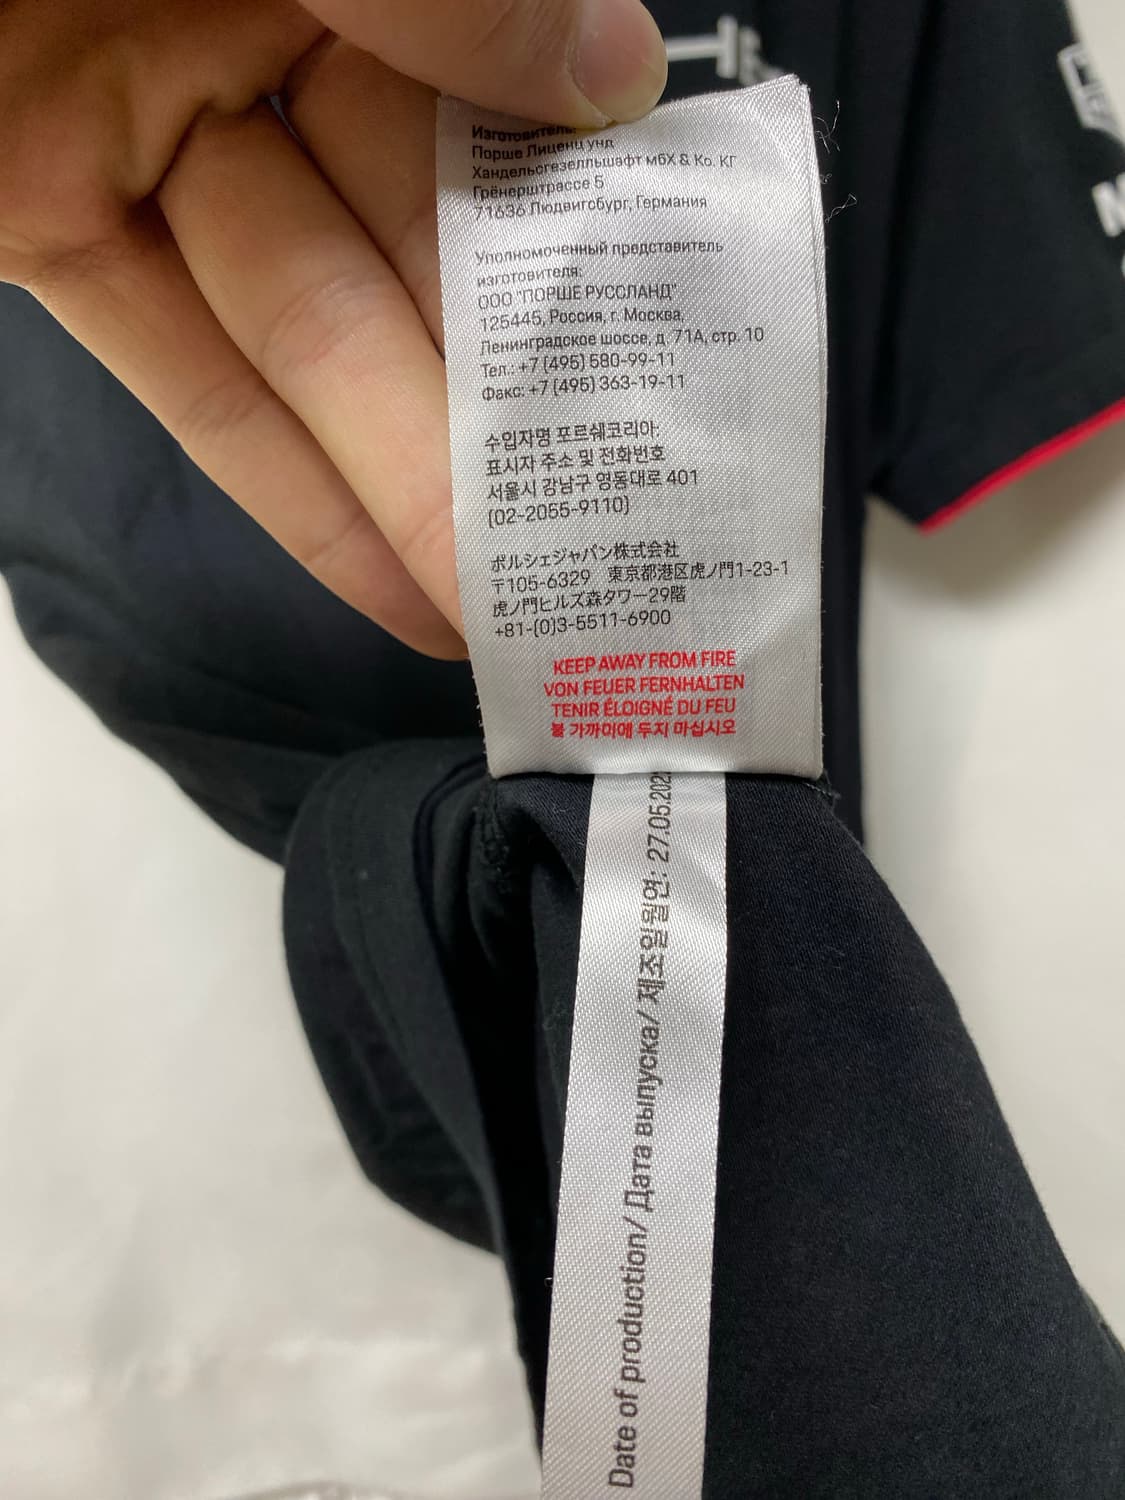 Изготовитель:
Порше Лиценц унд
Хандельсгезелльшафт мбХ & Ко. КГ
Грёнерштрассе 5
71636 Людвигсбург, Германия
Уполномоченный представитель
изготовителя:
ООО "ПОРШЕ РУССЛАНД"
125445, Россия, г. Москва,
Ленинградское шоссе, д. 71А, стр. 10
Тел.: +7 (495) 580-99-11
Факс: +7 (495) 363-19-11
수입자명 포르쉐코리아:
표시자 주소 및 전화번호
서울시 강남구 영동대로 401
(02-2055-9110)
ポルシェジャパン株式会社
〒105-6329 東京都港区虎ノ門1-23-1
虎ノ門ヒルズ森タワー29階
+81-(0)3-5511-6900
KEEP AWAY FROM FIRE
VON FEUER FERNHALTEN
TENIR ÉLOIGNÉ DU FEU
불 가까이에 두지 마십시오
Date of production/ Дата выпуска/ 제조일월연: 27.05.202